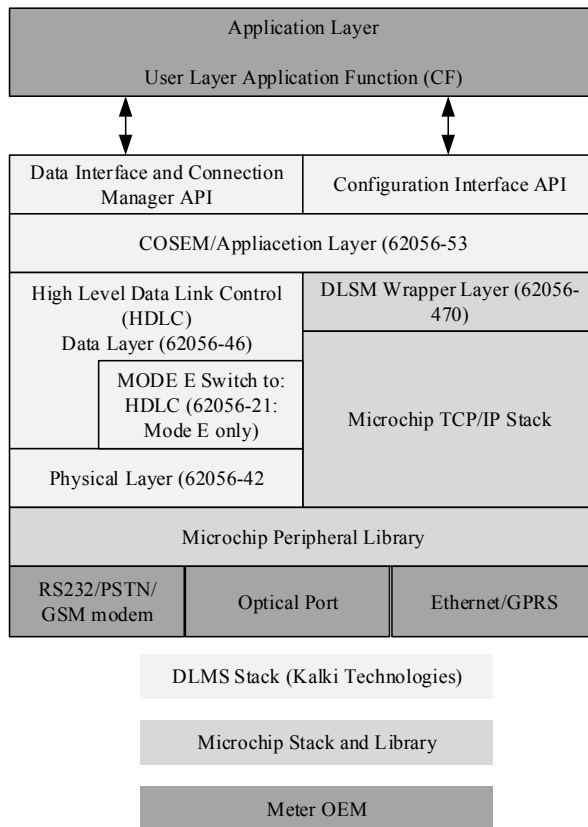 Application Layer
User Layer Application Function (CF)
Data Interface and Connection
Manager API
Configuration Interface API
COSEM/Appliacetion Layer (62056-53
High Level Data Link Control
(HDLC)
Data Layer (62056-46)
DLSM Wrapper Layer (62056-
470)
MODE E Switch to:
HDLC (62056-21:
Mode E only)
Microchip TCP/IP Stack
Physical Layer (62056-42
Microchip Peripheral Library
RS232/PSTN/
GSM modem
Optical Port
Ethernet/GPRS
DLMS Stack (Kalki Technologies)
Microchip Stack and Library
Meter OEM